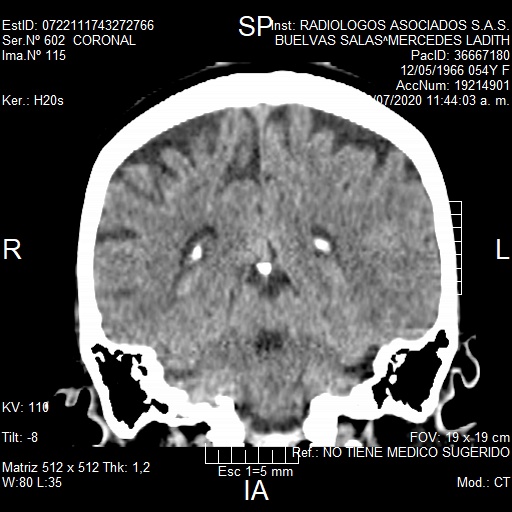 EstID: 0722111743272766
Ser.Nº 602 CORONAL
Ima.Nº 115
SP
Inst: RADIOLOGOS ASOCIADOS S.A.S.
BUELVAS SALAS^MERCEDES LADITH
PacID: 36667180
12/05/1966 054Y F
AccNum: 19214901
/07/2020 11:44:03 a. m.
Ker.: H20s
R
L
KV: 110
Tilt: -8
FOV: 19 x 19 cm
Ref.: NO TIENE MEDICO SUGERIDO
Matriz 512 x 512 Thk: 1,2
W:80 L:35
Esc 1=5 mm
IA
Mod.: CT